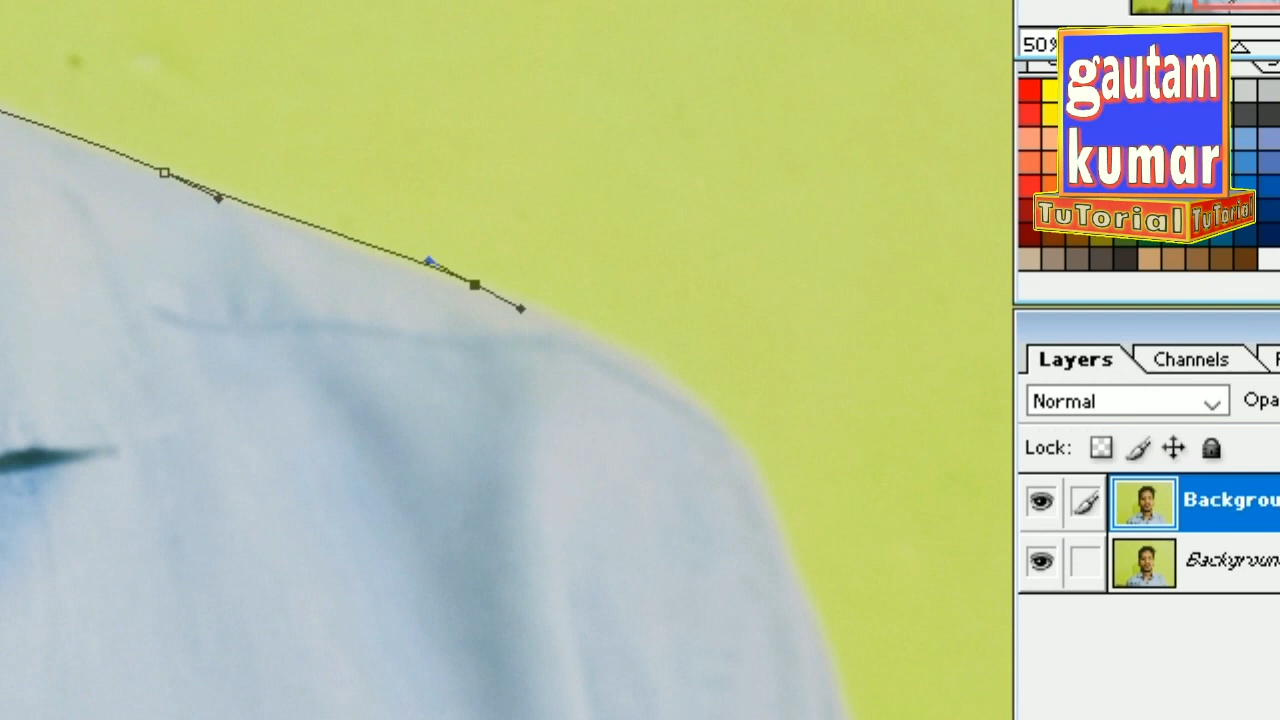 50%
gautam
kumar
TuTorial TuTorial
Layers Channels
Normal Opa
Lock:
Backgrou
Backgroun